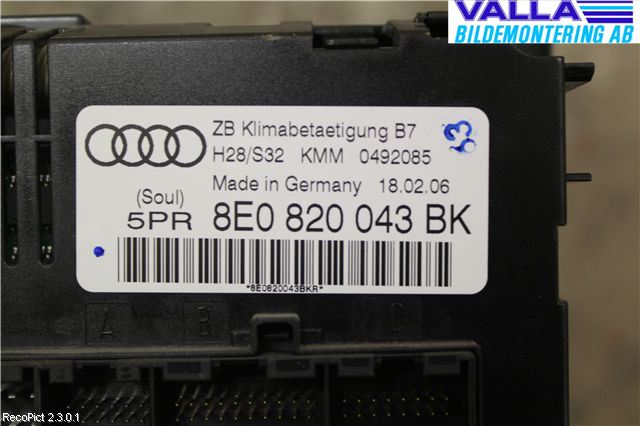 VALLA
BILDEMONTERING AB
ZB Klimabetaetigung B7
H28/S32 KMM 0492085
53
Made in Germany 18.02.06
(Soul)
5PR 8E0 820 043 BK
*8E0820043BKR*
A B C
RecoPict 2.3.0.1